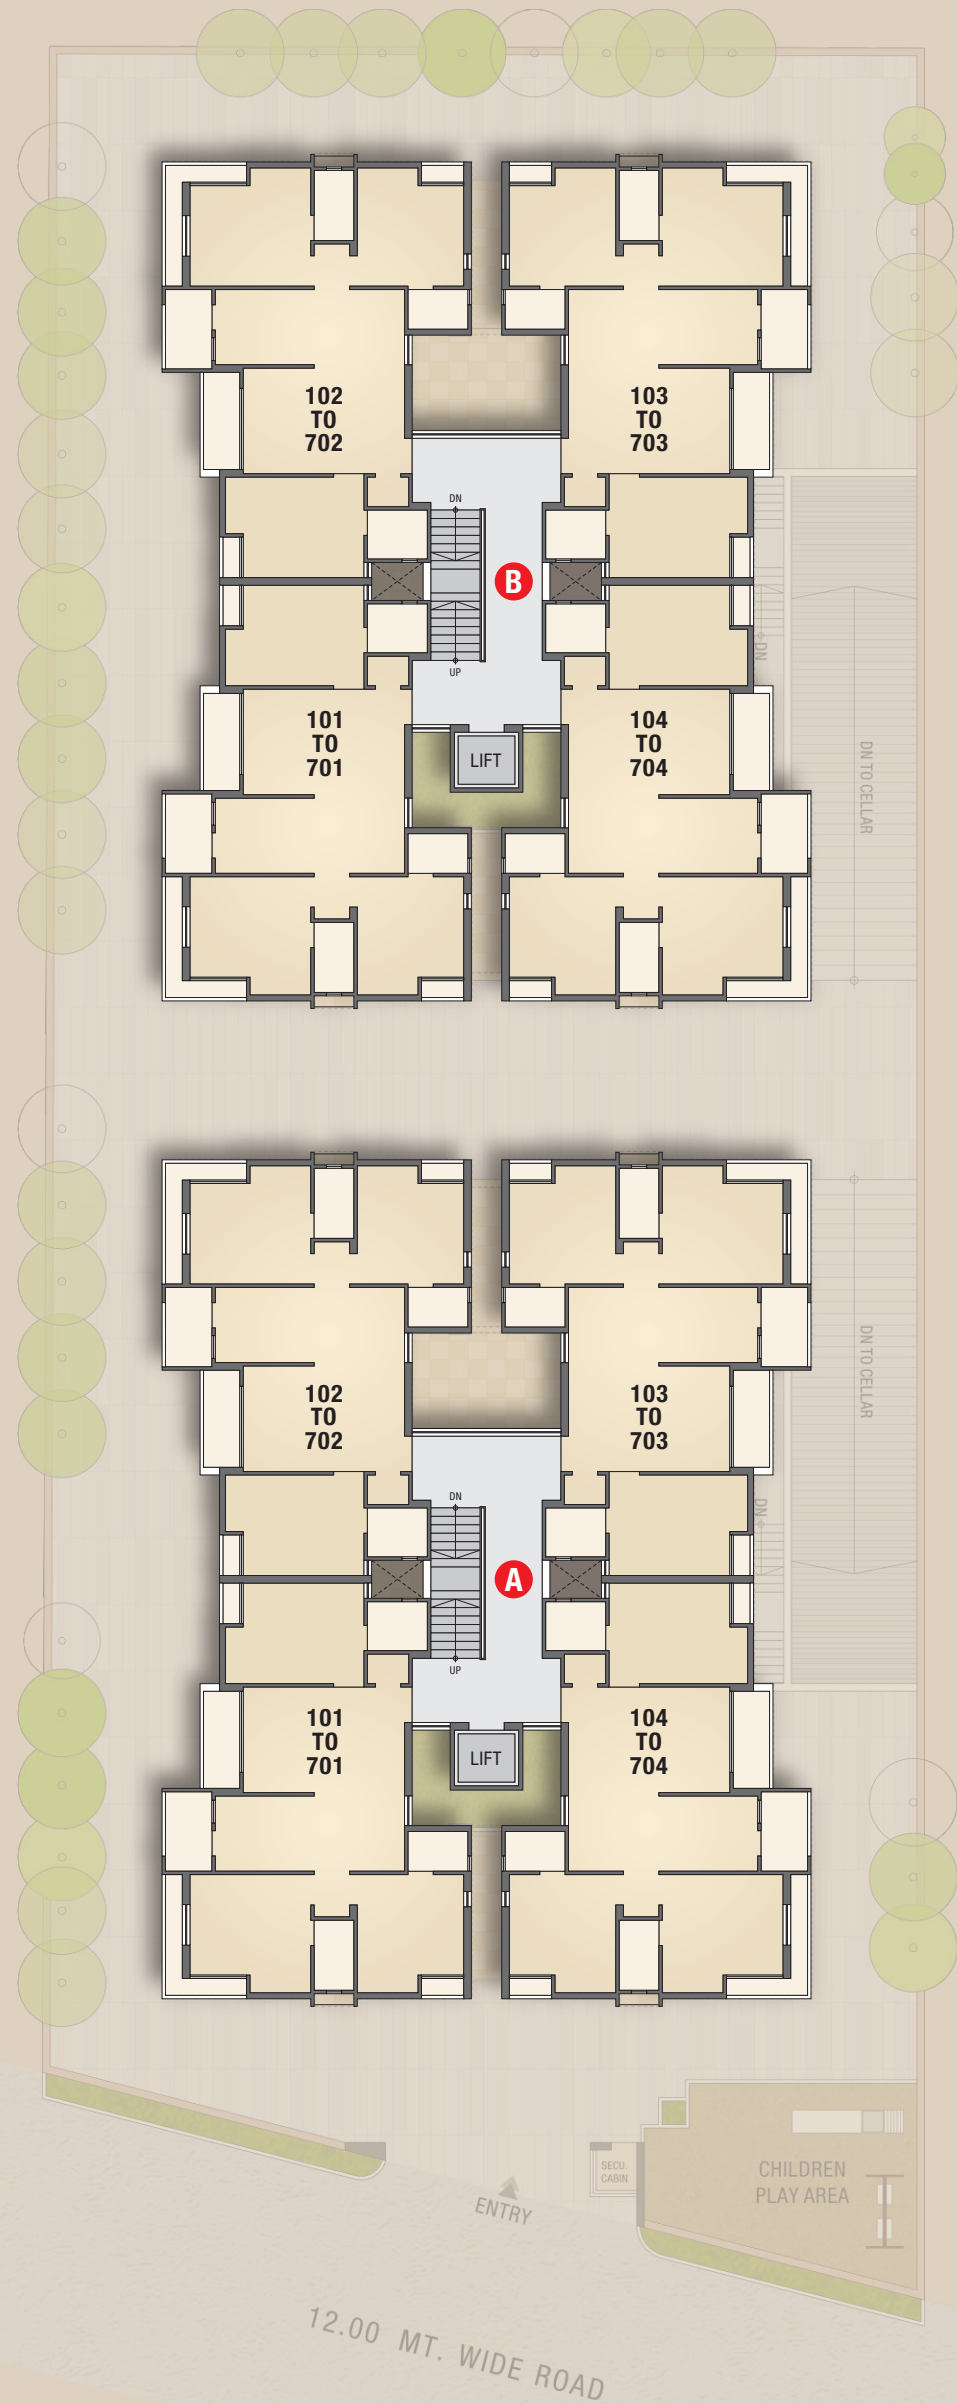 102
TO
702
103
TO
703
DN
B
DN
UP
101
TO
701
104
TO
704
LIFT
DN TO CELLAR
102
TO
702
103
TO
703
DN TO CELLAR
DN
DN
A
UP
101
TO
701
104
TO
704
LIFT
SECU.
CABIN
CHILDREN
PLAY AREA
ENTRY
12.00 MT. WIDE ROAD